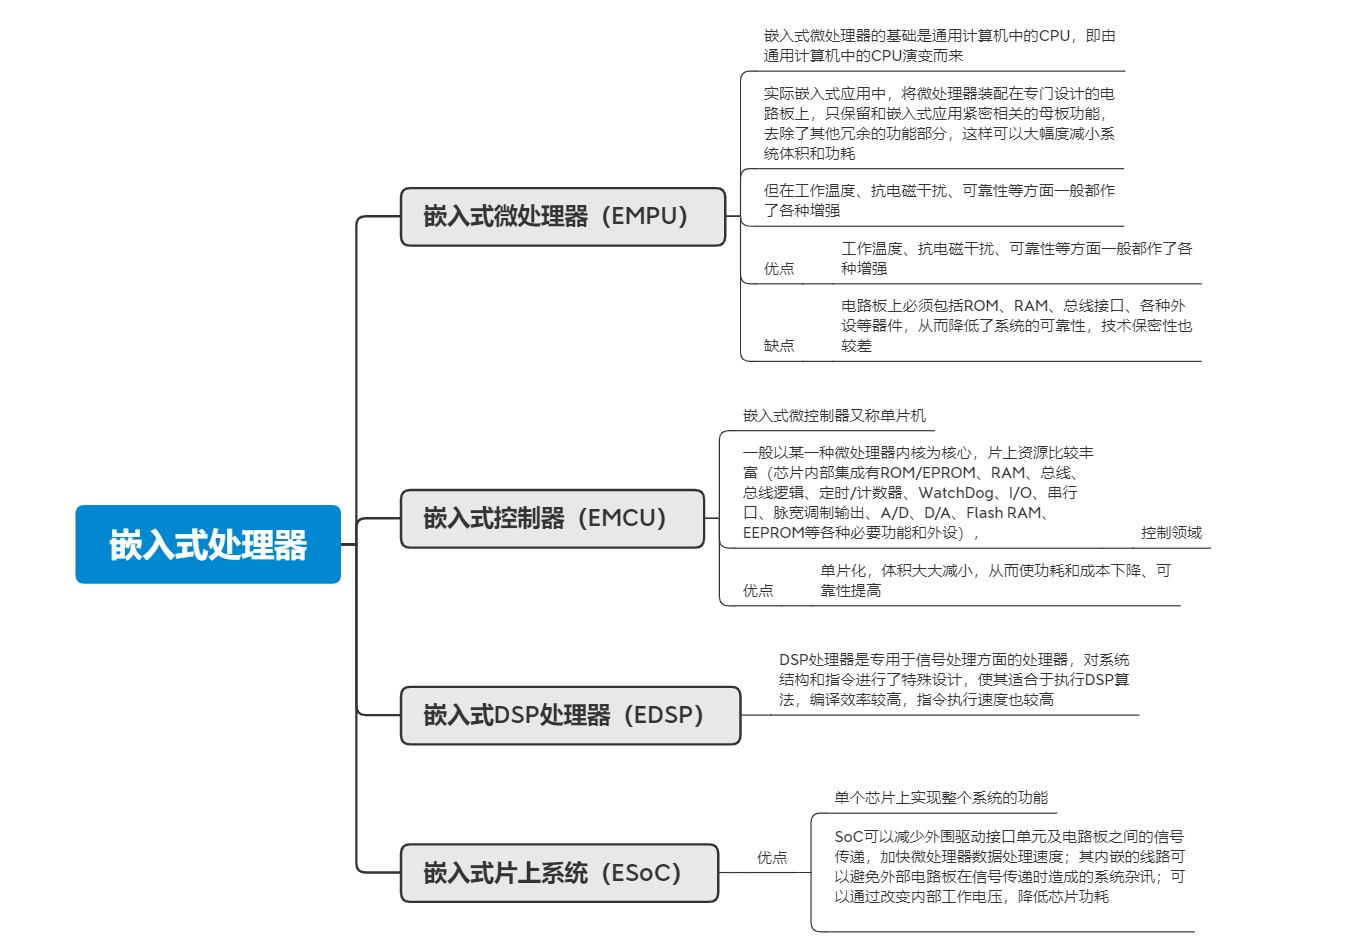 嵌入式处理器
嵌入式微处理器（EMPU）
嵌入式微处理器的基础是通用计算机中的CPU，即由
通用计算机中的CPU演变而来
实际嵌入式应用中，将微处理器装配在专门设计的电
路板上，只保留和嵌入式应用紧密相关的母板功能，
去除了其他冗余的功能部分，这样可以大幅度减小系
统体积和功耗
但在工作温度、抗电磁干扰、可靠性等方面一般都作
了各种增强
优点
工作温度、抗电磁干扰、可靠性等方面一般都作了各
种增强
缺点
电路板上必须包括ROM、RAM、总线接口、各种外
设等器件，从而降低了系统的可靠性，技术保密性也
较差
嵌入式控制器（EMCU）
嵌入式微控制器又称单片机
一般以某一种微处理器内核为核心，片上资源比较丰
富（芯片内部集成有ROM/EPROM、RAM、总线、
总线逻辑、定时/计数器、WatchDog、I/O、串行
口、脉宽调制输出、A/D、D/A、Flash RAM、
EEPROM等各种必要功能和外设），
控制领域
优点
单片化，体积大大减小，从而使功耗和成本下降、可
靠性提高
嵌入式DSP处理器（EDSP）
DSP处理器是专用于信号处理方面的处理器，对系统
结构和指令进行了特殊设计，使其适合于执行DSP算
法，编译效率较高，指令执行速度也较高
嵌入式片上系统（ESoC）
优点
单个芯片上实现整个系统的功能
SoC可以减少外围驱动接口单元及电路板之间的信号
传递，加快微处理器数据处理速度；其内嵌的线路可
以避免外部电路板在信号传递时造成的系统杂讯；可
以通过改变内部工作电压，降低芯片功耗